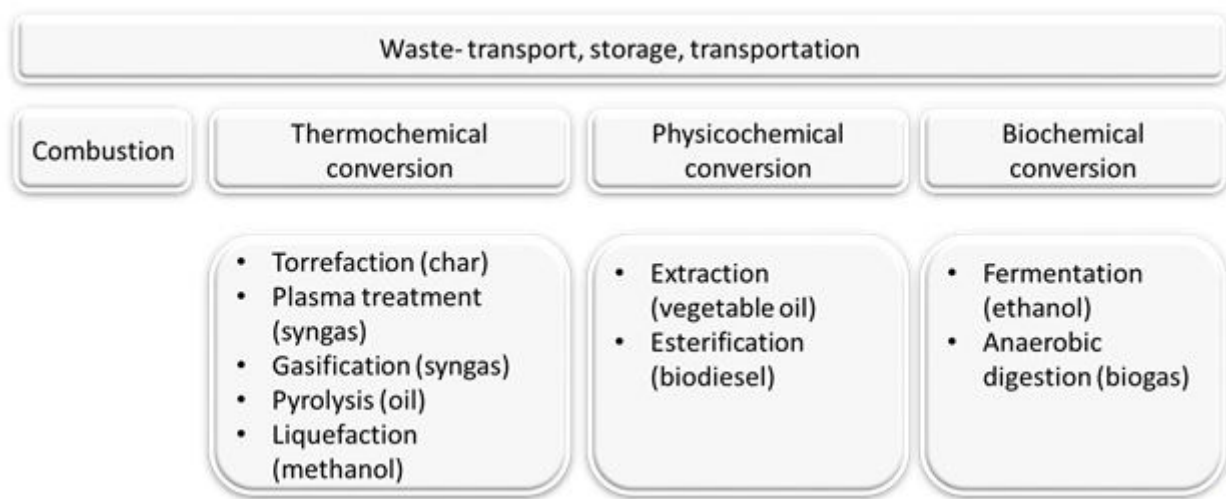 Waste- transport, storage, transportation
Combustion
Thermochemical
conversion
Physicochemical
conversion
Biochemical
conversion
• Torrefaction (char)
• Plasma treatment
(syngas)
• Gasification (syngas)
• Pyrolysis (oil)
• Liquefaction
(methanol)
• Extraction
(vegetable oil)
• Esterification
(biodiesel)
• Fermentation
(ethanol)
• Anaerobic
digestion (biogas)